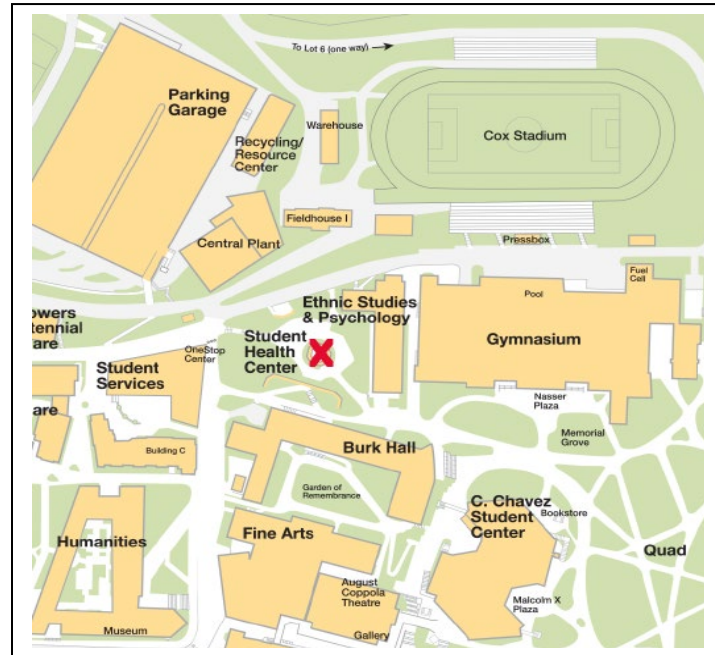 To Lot 6 (one way)
Parking
Garage
Warehouse
Recycling/
Resource
Center
Cox Stadium
Fieldhouse I
Central Plant
Pressbox
Fuel
Cell
Ethnic Studies
& Psychology
Pool
Gymnasium
owers
tennial
are
OneStop
Center
Student
Health
Center
X
Student
Services
Nasser
Plaza
are
Memorial
Grove
Building C
Burk Hall
Garden of
Remembrance
C. Chavez
Student
Center
Bookstore
Humanities
Fine Arts
Quad
August
Coppola
Theatre
Malcolm X
Plaza
Museum
Gallery